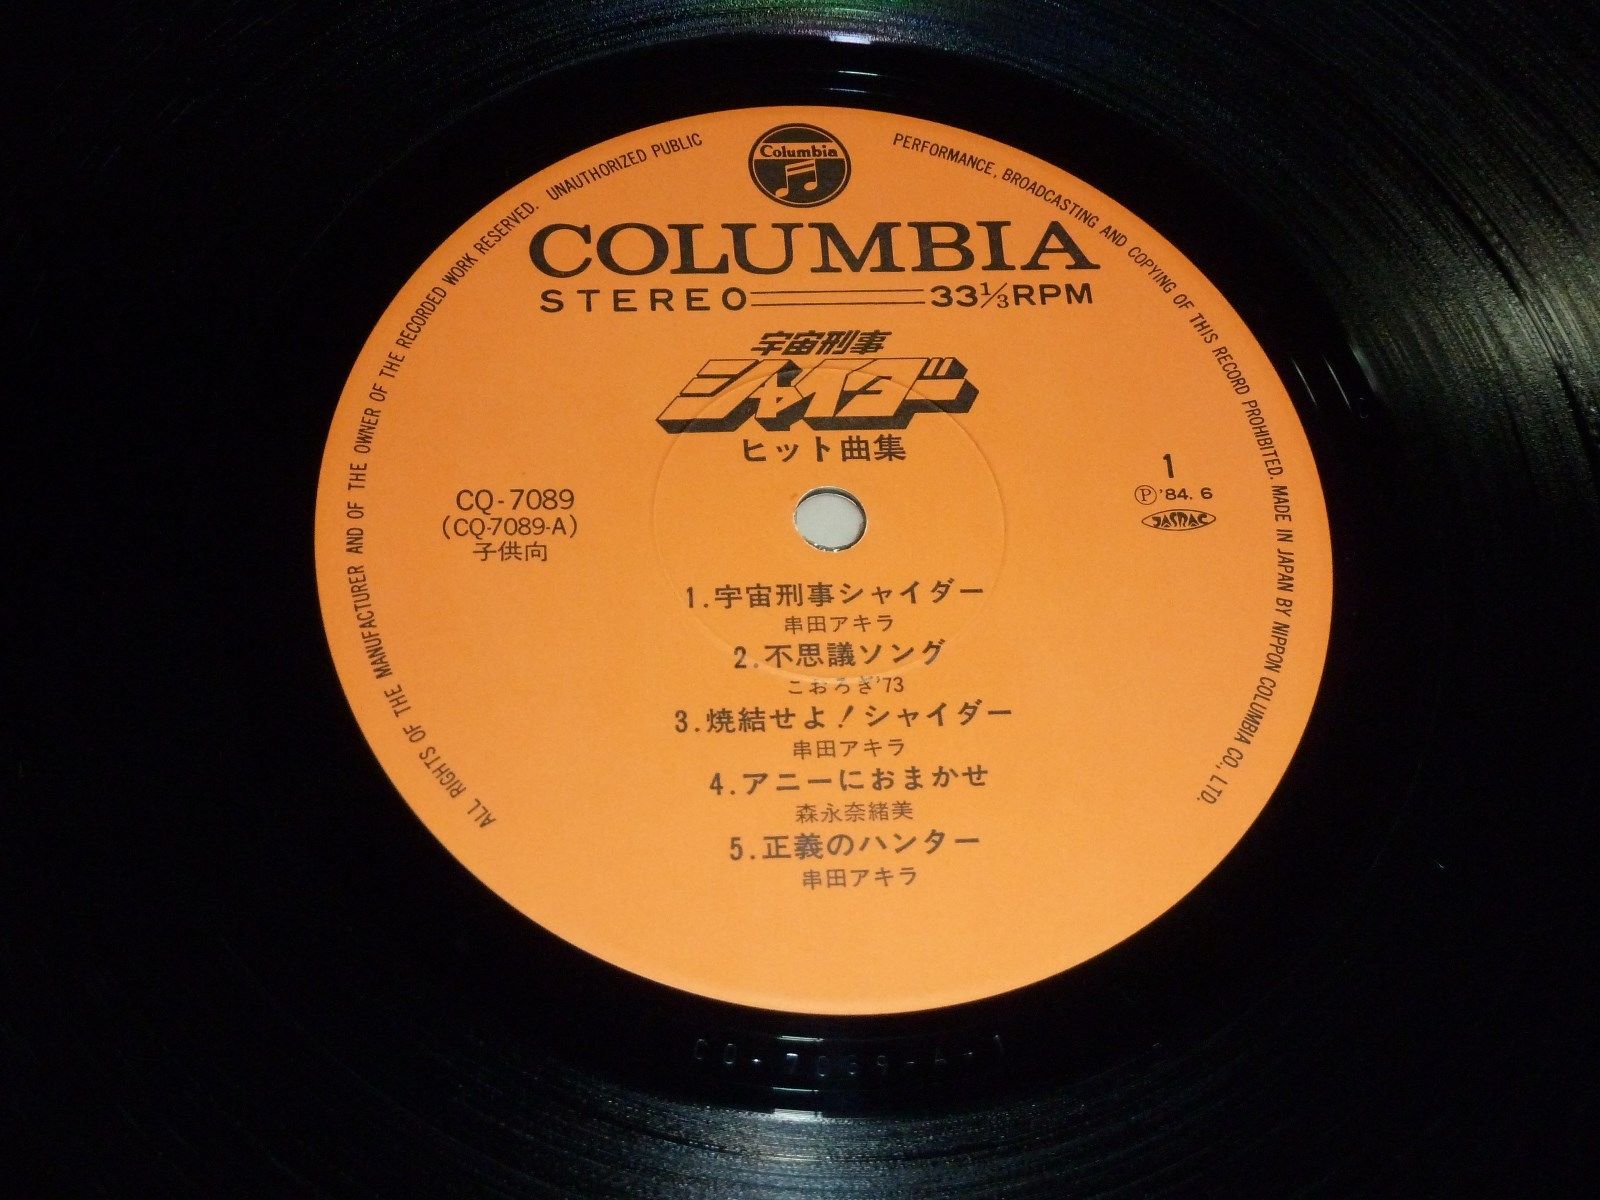 Columbia
ALL RIGHTS OF THE MANUFACTURER AND OF THE OWNER OF THE RECORDED WORK RESERVED. UNAUTHORIZED PUBLIC PERFORMANCE, BROADCASTING AND COPYING OF THIS RECORD PROHIBITED. MADE IN JAPAN BY NIPPON COLUMBIA CO., LTD.
COLUMBIA
STEREO 33⅓RPM
宇宙刑事
シャイダー
ヒット曲集
CQ-7089
(CQ-7089-A)
子供向
1
Ⓟ'84. 6
JASRAC
1.宇宙刑事シャイダー
串田アキラ
2.不思議ソング
こおろぎ'73
3.焼結せよ!シャイダー
串田アキラ
4.アニーにおまかせ
森永奈緒美
5.正義のハンター
串田アキラ
CQ-7089-A-1